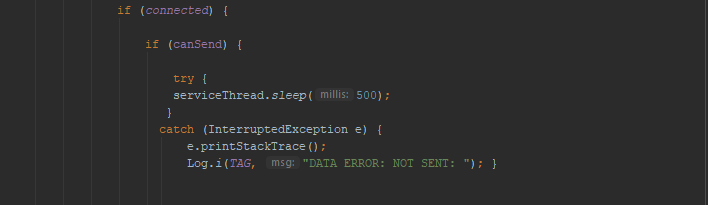 if (connected) {
if (canSend) {
try {
serviceThread.sleep( millis: 500);
}
catch (InterruptedException e) {
e.printStackTrace();
Log.i(TAG, msg: "DATA ERROR: NOT SENT: "); }